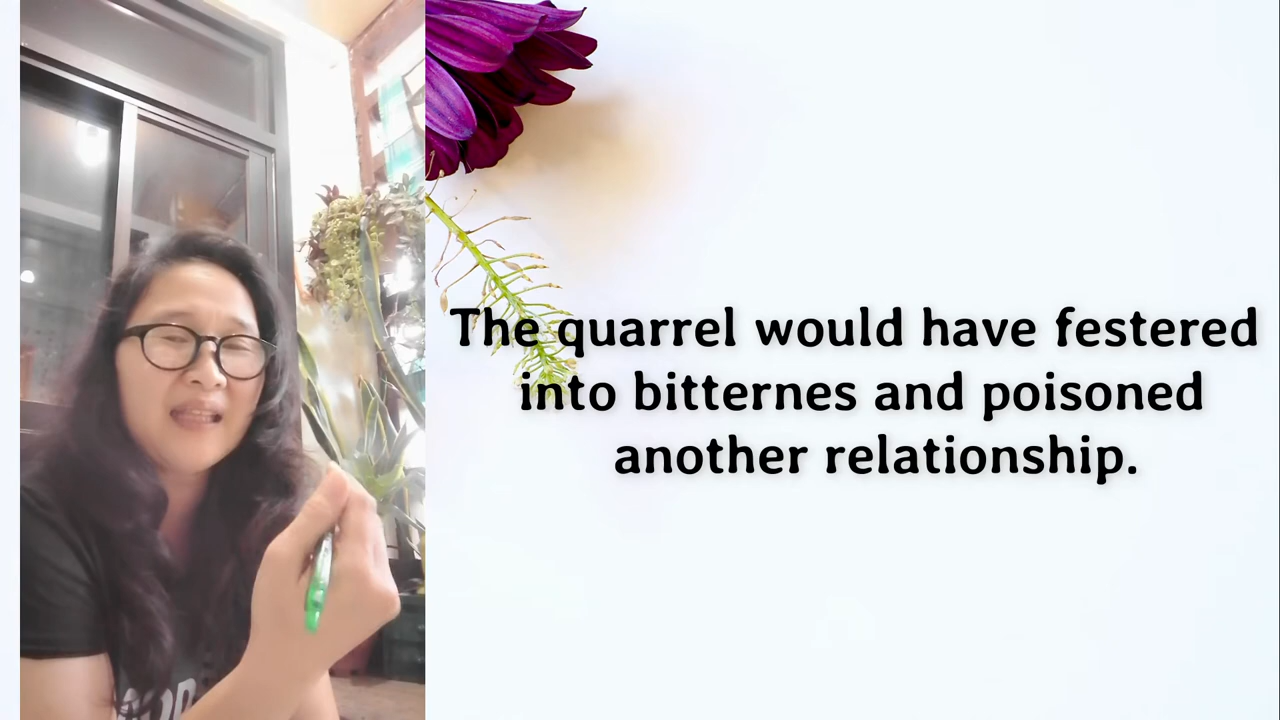 The quarrel would have festered
into bitternes and poisoned
another relationship.